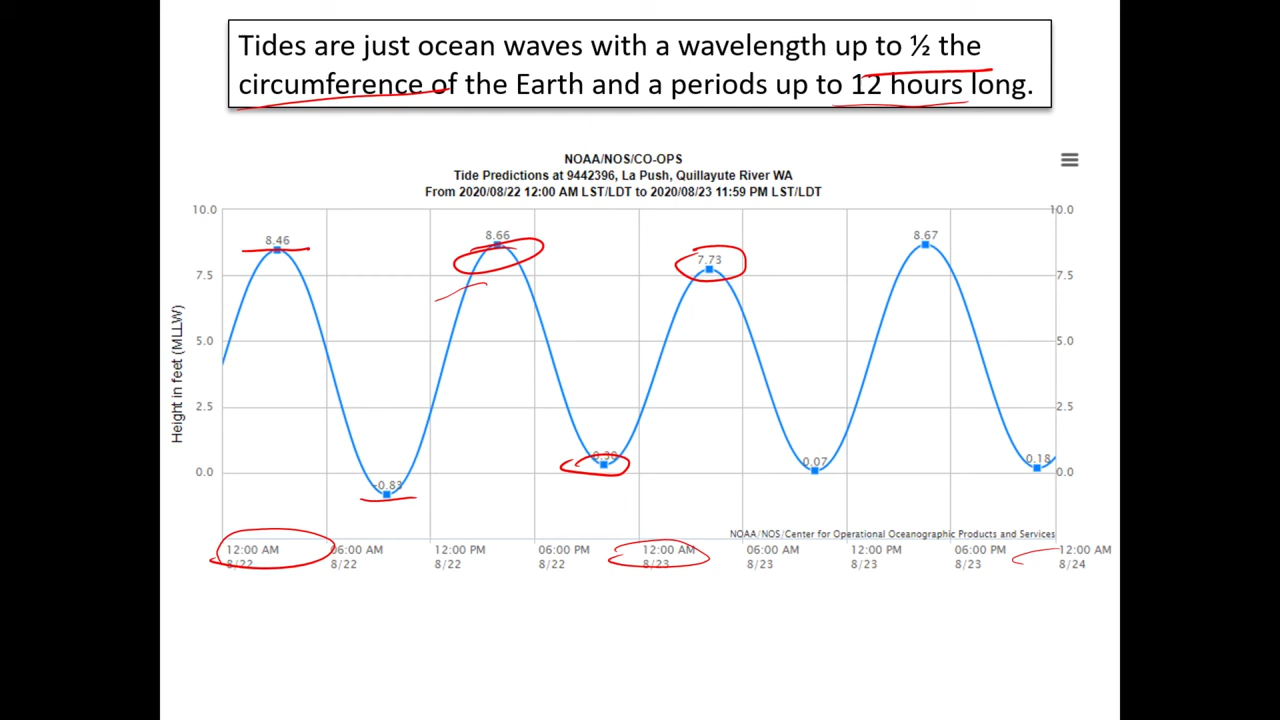 Tides are just ocean waves with a wavelength up to ½ the
circumference of the Earth and a periods up to 12 hours long.
NOAA/NOS/CO-OPS
Tide Predictions at 9442396, La Push, Quillayute River WA
From 2020/08/22 12:00 AM LST/LDT to 2020/08/23 11:59 PM LST/LDT
10.0 10.0
8.46 8.66 7.73 8.67
7.5 7.5
5.0 5.0
2.5 2.5
0.0 0.0
-0.83 0.07 0.18
Height in feet (MLLW)
NOAA/NOS/Center for Operational Oceanographic Products and Services
12:00 AM 06:00 AM 12:00 PM 06:00 PM 12:00 AM 06:00 AM 12:00 PM 06:00 PM 12:00 AM
8/22 8/22 8/22 8/22 8/23 8/23 8/23 8/23 8/24